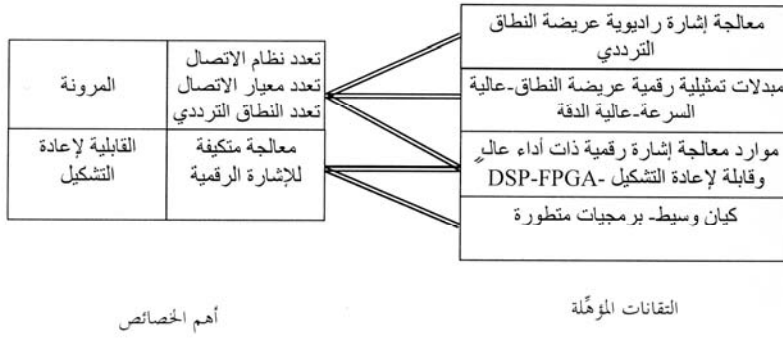 معالجة إشارة راديوية عريضة النطاق
الترددي
مبدلات تمثيلية رقمية عريضة النطاق-عالية
السرعة-عالية الدقة
موارد معالجة إشارة رقمية ذات أداء عالٍ
وقابلة لإعادة التشكيل -DSP-FPGA
كيان وسيط- برمجيات متطورة
التقانات المؤهَّلة
تعدد نظام الاتصال
تعدد معيار الاتصال
تعدد النطاق الترددي
المرونة
معالجة متكيفة
للإشارة الرقمية
القابلية لإعادة
التشكيل
أهم الخصائص